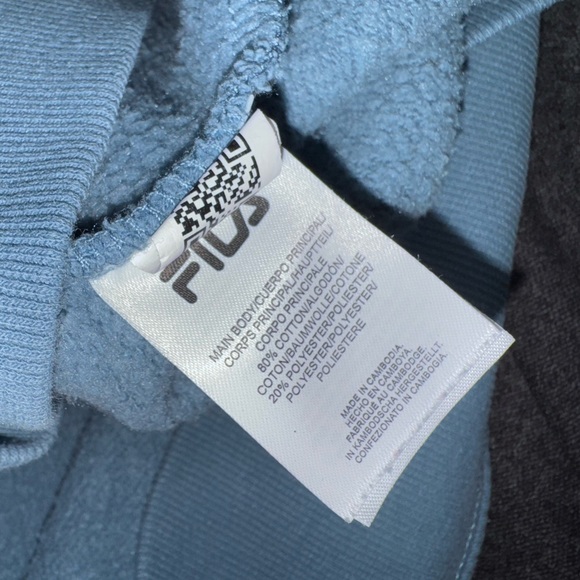 FILA
MAIN BODY/CUERPO PRINCIPAL/
CORPS PRINCIPAL/HAUPTTEIL/
CORPO PRINCIPALE
80% COTTON/ALGODÓN/
COTON/BAUMWOLLE/COTONE
20% POLYESTER/POLIÉSTER/
POLYESTER/POLYESTER/
POLIESTERE
MADE IN CAMBODIA.
HECHO EN CAMBOYA.
FABRIQUE AU CAMBODGE.
IN KAMBODSCHA HERGESTELLT.
CONFEZIONATO IN CAMBOGIA.